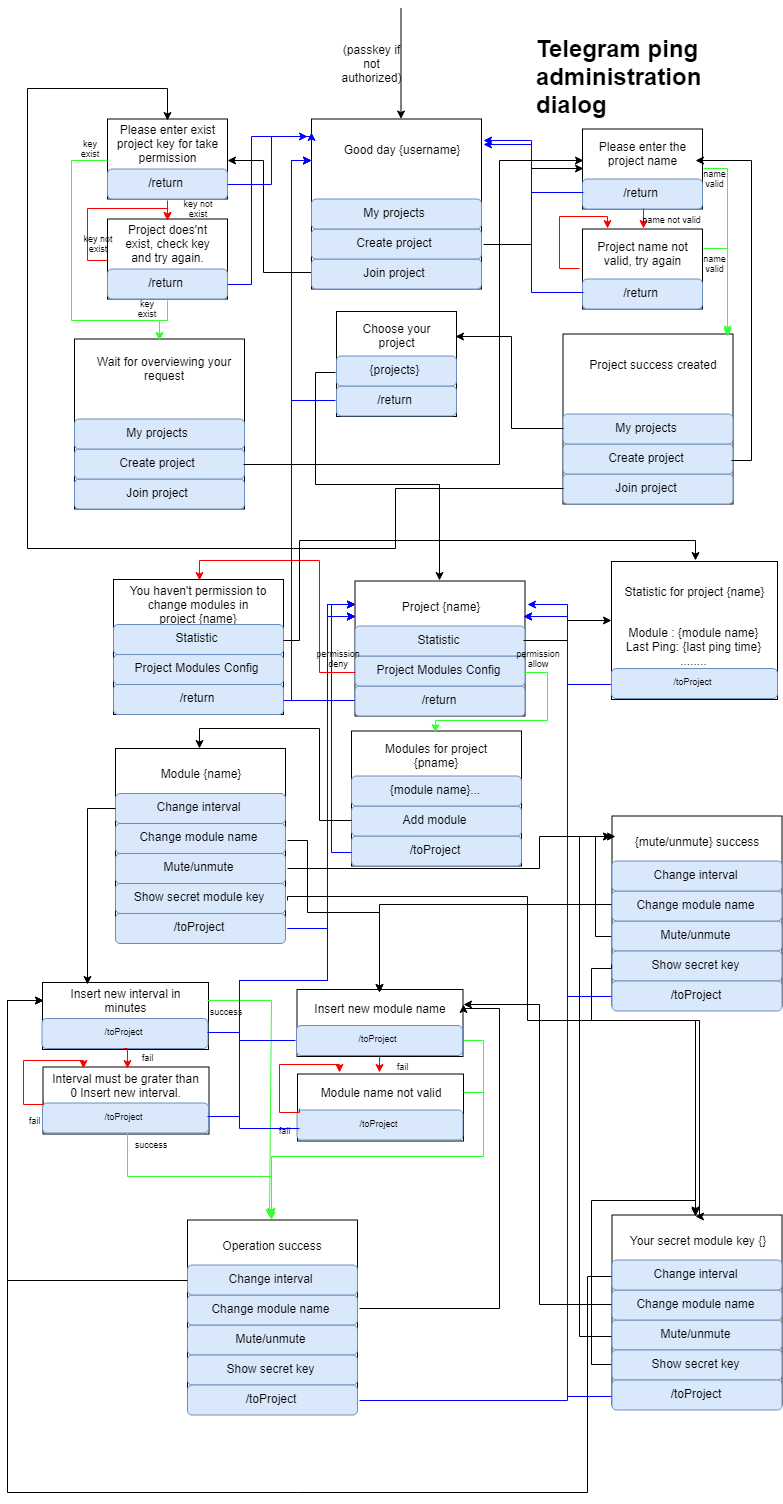 (passkey if
not
authorized)
Telegram ping
administration
dialog
Please enter exist
project key for take
permission
/return
key
exist
key not
exist
Project does'nt
exist, check key
and try again.
/return
key not
exist
key
exist
Good day {username}
My projects
Create project
Join project
Please enter the
project name
/return
name
valid
name not valid
Project name not
valid, try again
/return
name
valid
Wait for overviewing your
request
My projects
Create project
Join project
Choose your
project
{projects}
/return
Project success created
My projects
Create project
Join project
You haven't permission to
change modules in
project {name}
Statistic
Project Modules Config
/return
permission
deny
Project {name}
Statistic
Project Modules Config
/return
permission
allow
Statistic for project {name}
Module : {module name}
Last Ping: {last ping time}
........
/toProject
Modules for project
{pname}
{module name}...
Add module
/toProject
Module {name}
Change interval
Change module name
Mute/unmute
Show secret module key
/toProject
{mute/unmute} success
Change interval
Change module name
Mute/unmute
Show secret key
/toProject
Insert new interval in
minutes
/toProject
success
fail
Interval must be grater than
0 Insert new interval.
/toProject
fail
success
Insert new module name
/toProject
fail
Module name not valid
/toProject
fail
Operation success
Change interval
Change module name
Mute/unmute
Show secret key
/toProject
Your secret module key {}
Change interval
Change module name
Mute/unmute
Show secret key
/toProject